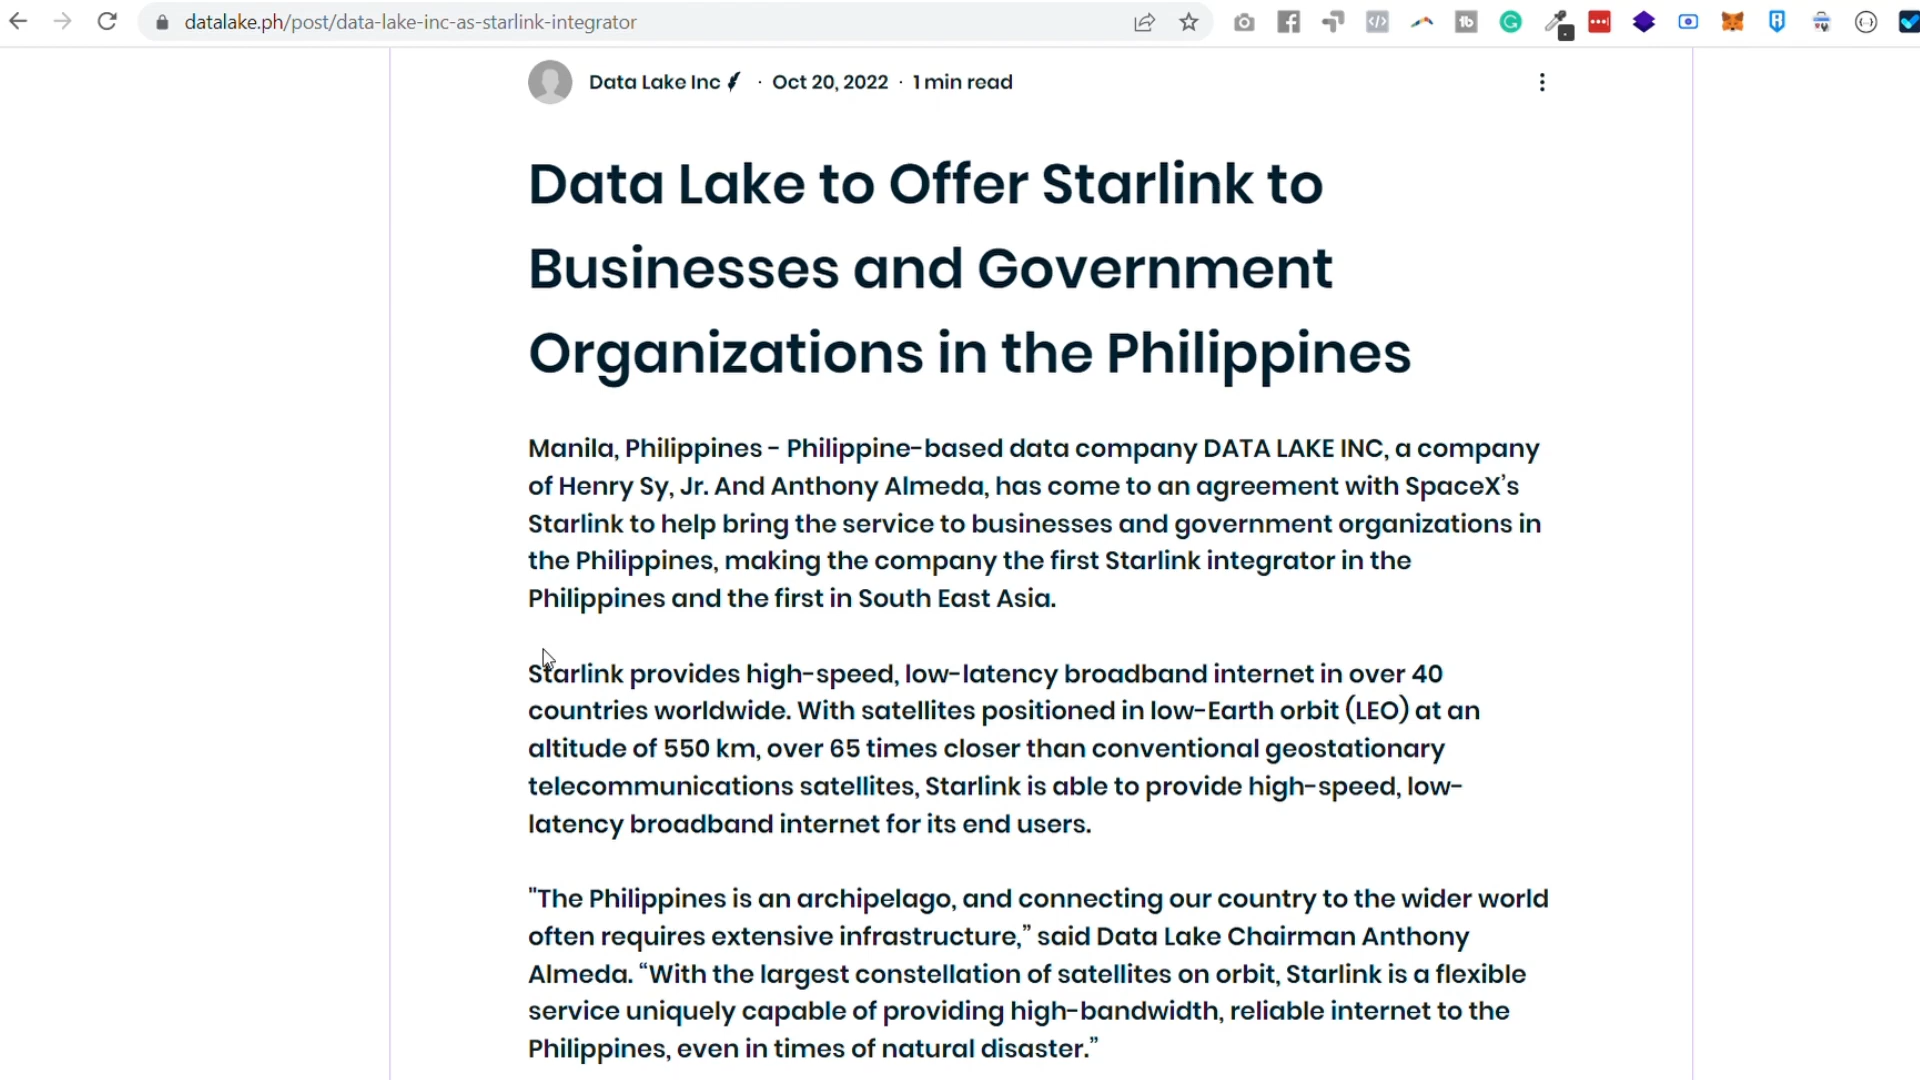 datalake.ph/post/data-lake-inc-as-starlink-integrator
Data Lake Inc · Oct 20, 2022 · 1 min read
Data Lake to Offer Starlink to
Businesses and Government
Organizations in the Philippines
Manila, Philippines - Philippine-based data company DATA LAKE INC, a company
of Henry Sy, Jr. And Anthony Almeda, has come to an agreement with SpaceX’s
Starlink to help bring the service to businesses and government organizations in
the Philippines, making the company the first Starlink integrator in the
Philippines and the first in South East Asia.
Starlink provides high-speed, low-latency broadband internet in over 40
countries worldwide. With satellites positioned in low-Earth orbit (LEO) at an
altitude of 550 km, over 65 times closer than conventional geostationary
telecommunications satellites, Starlink is able to provide high-speed, low-
latency broadband internet for its end users.
"The Philippines is an archipelago, and connecting our country to the wider world
often requires extensive infrastructure,” said Data Lake Chairman Anthony
Almeda. “With the largest constellation of satellites on orbit, Starlink is a flexible
service uniquely capable of providing high-bandwidth, reliable internet to the
Philippines, even in times of natural disaster.”